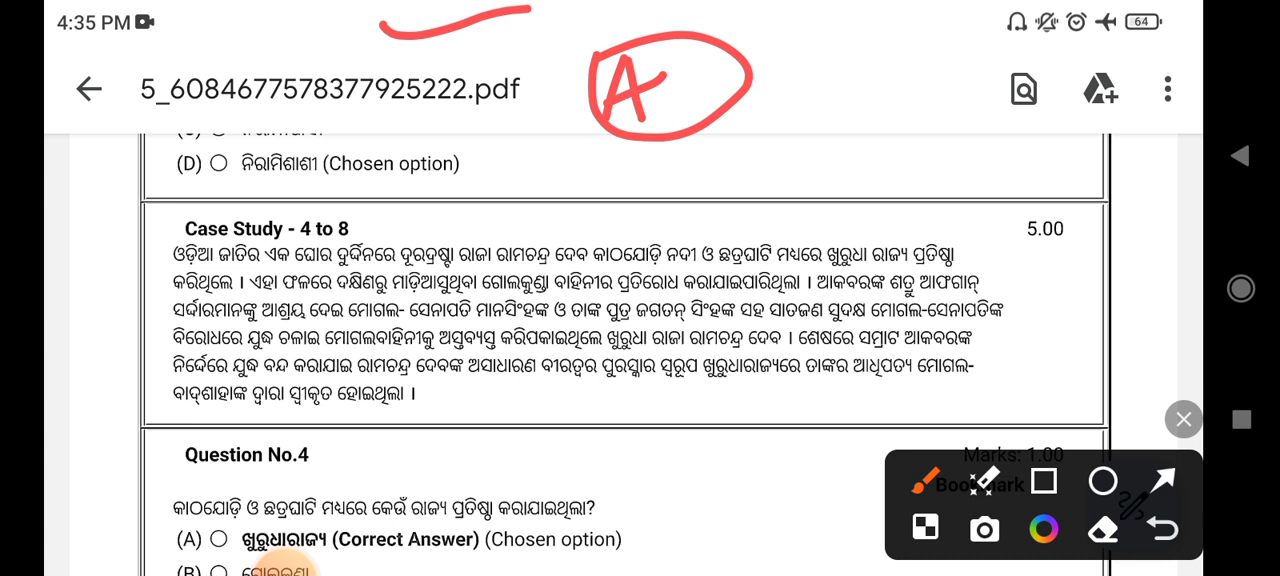 4:35 PM
64
5_6084677578377925222.pdf
A
(D) ନିରାମିଶାଶୀ (Chosen option)
Case Study - 4 to 8
5.00
ଓଡ଼ିଆ ଜାତିର ଏକ ଘୋର ଦୁର୍ଦ୍ଦିନରେ ଦୂରଦ୍ରଷ୍ଟା ରାଜା ରାମଚନ୍ଦ୍ର ଦେବ କାଠଯୋଡ଼ି ନଦୀ ଓ ଛତ୍ରଘାଟି ମଧ୍ୟରେ ଖୁରୁଧା ରାଜ୍ୟ ପ୍ରତିଷ୍ଠା
କରିଥିଲେ । ଏହା ଫଳରେ ଦକ୍ଷିଣରୁ ମାଡ଼ିଆସୁଥିବା ଗୋଲକୁଣ୍ଡା ବାହିନୀର ପ୍ରତିରୋଧ କରାଯାଇପାରିଥିଲା । ଆକବରଙ୍କ ଶତ୍ରୁ ଆଫଗାନ୍
ସର୍ଦ୍ଦାରମାନଙ୍କୁ ଆଶ୍ରୟ ଦେଇ ମୋଗଲ- ସେନାପତି ମାନସିଂହଙ୍କ ଓ ତାଙ୍କ ପୁତ୍ର ଜଗତନ୍ ସିଂହଙ୍କ ସହ ସାତଜଣ ସୁଦକ୍ଷ ମୋଗଲ-ସେନାପତିଙ୍କ
ବିରୋଧରେ ଯୁଦ୍ଧ ଚଳାଇ ମୋଗଲବାହିନୀକୁ ଅସ୍ତବ୍ୟସ୍ତ କରିପକାଇଥିଲେ ଖୁରୁଧା ରାଜା ରାମଚନ୍ଦ୍ର ଦେବ । ଶେଷରେ ସମ୍ରାଟ ଆକବରଙ୍କ
ନିର୍ଦ୍ଦେରେ ଯୁଦ୍ଧ ବନ୍ଦ କରାଯାଇ ରାମଚନ୍ଦ୍ର ଦେବଙ୍କ ଅସାଧାରଣ ବୀରତ୍ୱର ପୁରସ୍କାର ସ୍ୱରୂପ ଖୁରୁଧାରାଜ୍ୟରେ ତାଙ୍କର ଆଧିପତ୍ୟ ମୋଗଲ-
ବାଦ୍‌ଶାହାଙ୍କ ଦ୍ୱାରା ସ୍ୱୀକୃତ ହୋଇଥିଲା ।
Question No.4
Marks: 1.00
Bookmark
କାଠଯୋଡ଼ି ଓ ଛତ୍ରଘାଟି ମଧ୍ୟରେ କେଉଁ ରାଜ୍ୟ ପ୍ରତିଷ୍ଠା କରାଯାଇଥିଲା?
(A) ଖୁରୁଧାରାଜ୍ୟ (Correct Answer) (Chosen option)
(B)